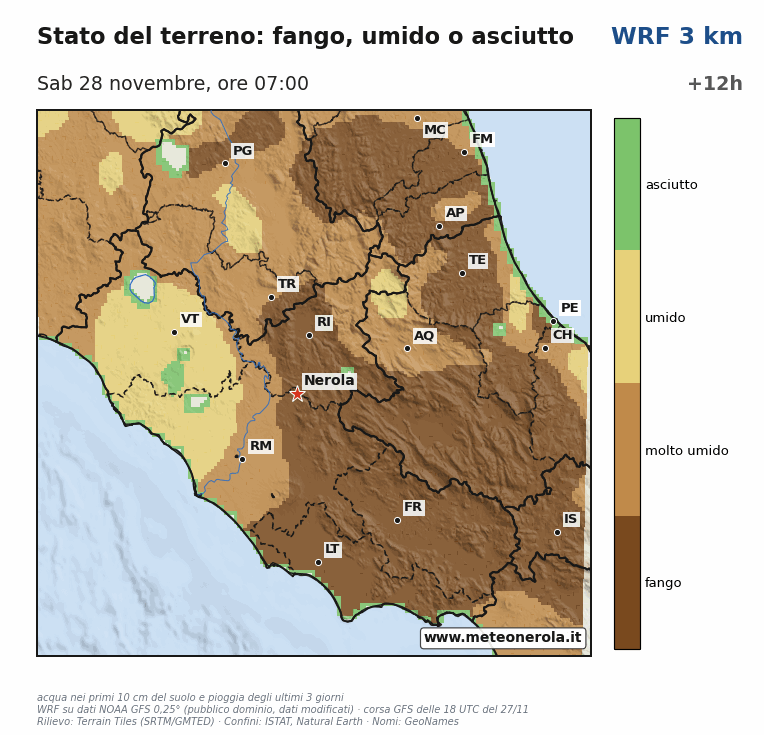 Stato del terreno: fango, umido o asciutto WRF 3 km
Sab 28 novembre, ore 07:00 +12h
MC
FM
PG
AP
TE
TR
PE
VT
RI
AQ
CH
Nerola
RM
FR
IS
LT
www.meteonerola.it
asciutto
umido
molto umido
fango
acqua nei primi 10 cm del suolo e pioggia degli ultimi 3 giorni
WRF su dati NOAA GFS 0,25° (pubblico dominio, dati modificati) · corsa GFS delle 18 UTC del 27/11
Rilievo: Terrain Tiles (SRTM/GMTED) · Confini: ISTAT, Natural Earth · Nomi: GeoNames